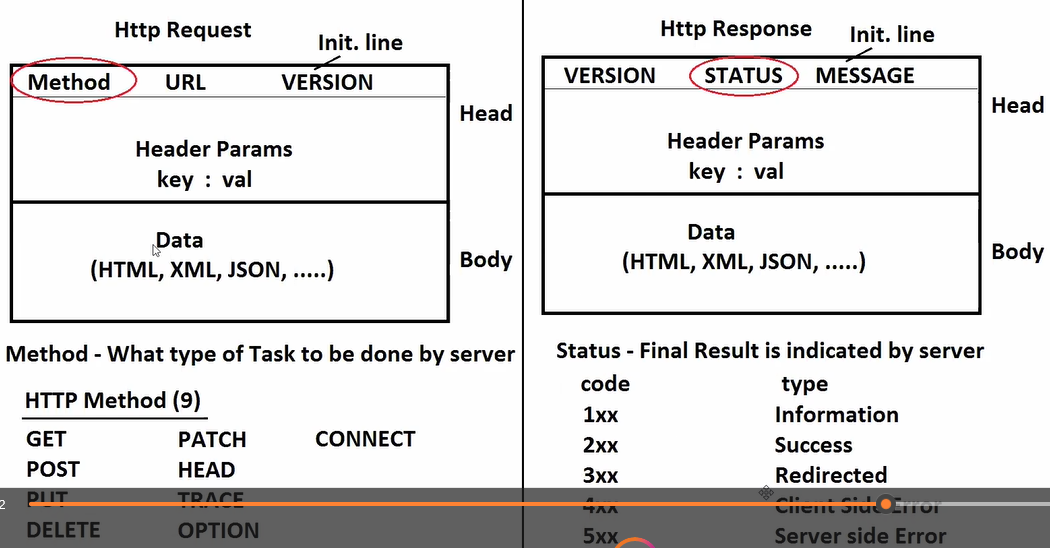 Http Request
Init. line
Method URL VERSION
Head
Header Params
key : val
Data
(HTML, XML, JSON, .....)
Body
Method - What type of Task to be done by server
HTTP Method (9)
GET PATCH CONNECT
POST HEAD
PUT TRACE
DELETE OPTION
2
Http Response
Init. line
VERSION STATUS MESSAGE
Head
Header Params
key : val
Data
(HTML, XML, JSON, .....)
Body
Status - Final Result is indicated by server
code type
1xx Information
2xx Success
3xx Redirected
4xx Client Side Error
5xx Server side Error